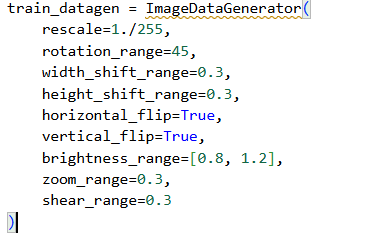 train_datagen = ImageDataGenerator(
    rescale=1./255,
    rotation_range=45,
    width_shift_range=0.3,
    height_shift_range=0.3,
    horizontal_flip=True,
    vertical_flip=True,
    brightness_range=[0.8, 1.2],
    zoom_range=0.3,
    shear_range=0.3
)